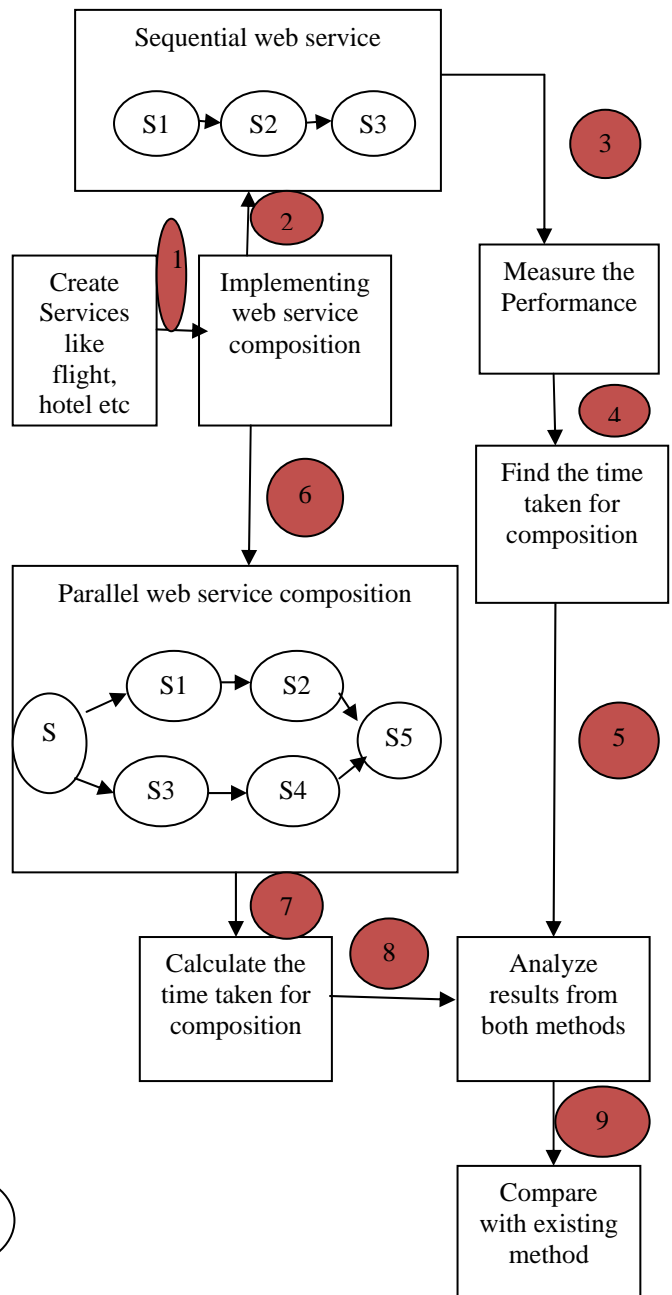 Sequential web service
S1
S2
S3
3
2
1
Create
Services
like
flight,
hotel etc
Implementing
web service
composition
Measure the
Performance
4
6
Find the time
taken for
composition
Parallel web service composition
S1
S2
S
S5
S3
S4
5
7
8
Calculate the
time taken for
composition
Analyze
results from
both methods
9
Compare
with existing
method